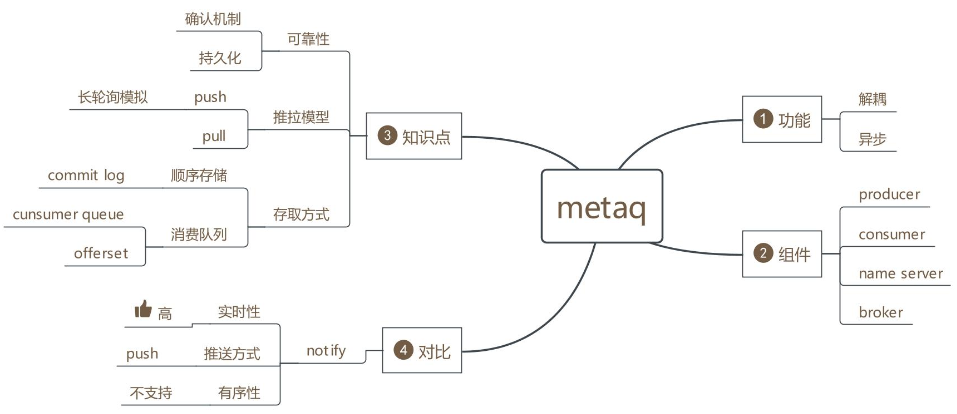 metaq
1 功能
解耦
异步
2 组件
producer
consumer
name server
broker
3 知识点
可靠性
确认机制
持久化
推拉模型
push
长轮询模拟
pull
存取方式
顺序存储
commit log
消费队列
cunsumer queue
offerset
4 对比
notify
实时性
高
推送方式
push
有序性
不支持